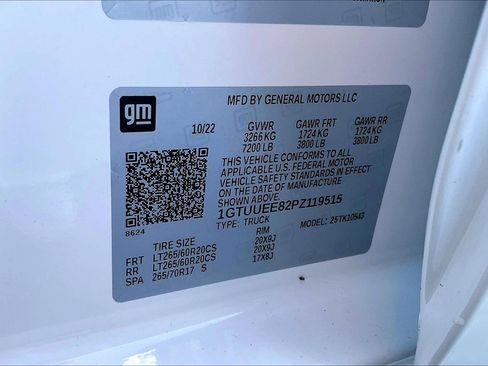 gm
MFD BY GENERAL MOTORS LLC
10/22 GVWR GAWR FRT GAWR RR
3266 KG 1724 KG 1724 KG
7200 LB 3800 LB 3800 LB
THIS VEHICLE CONFORMS TO ALL
APPLICABLE U.S. FEDERAL MOTOR
VEHICLE SAFETY STANDARDS IN EFFECT
ON THE DATE OF MANUFACTURE
SHOWN ABOVE.
1GTUUEE82PZ119515
8624 TYPE: TRUCK MODEL: 25TK10543
TIRE SIZE RIM
FRT LT265/60R20CS 20X9J
RR LT265/60R20CS 20X9J
SPA 265/70R17 S 17X8J